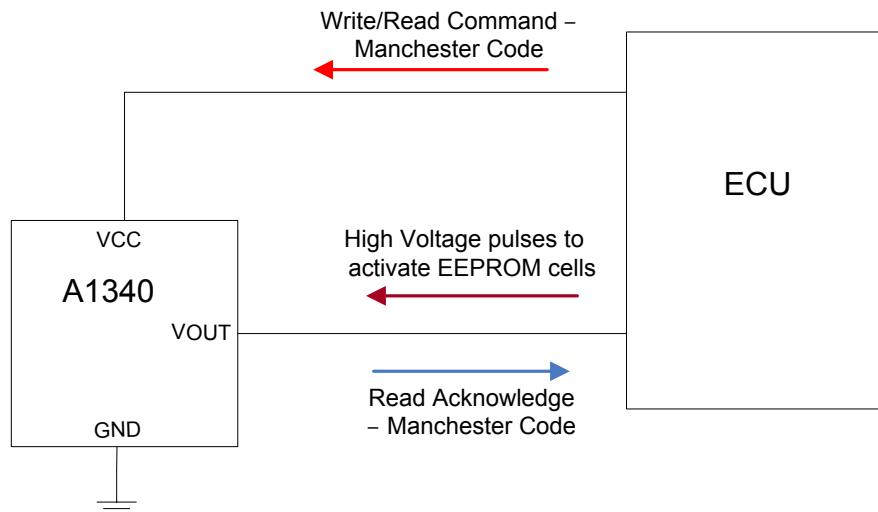 Write/Read Command –
Manchester Code
ECU
VCC
A1340
High Voltage pulses to
activate EEPROM cells
VOUT
Read Acknowledge
– Manchester Code
GND